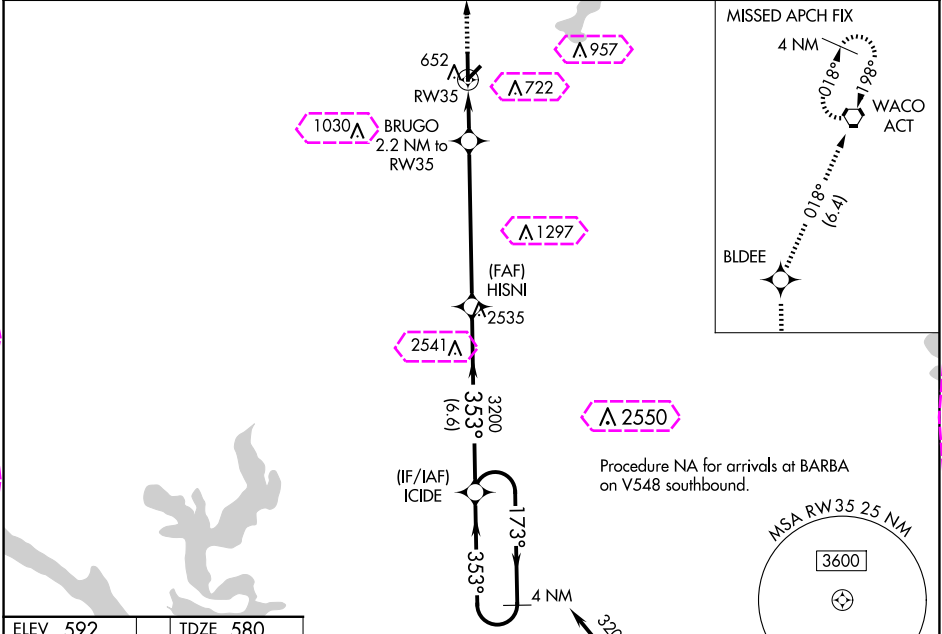 MISSED APCH FIX
4 NM
018°
198°
WACO
ACT
018°
(6.4)
BLDEE
957
652
722
RW35
1030
BRUGO
2.2 NM to
RW35
1297
(FAF)
HISNI
2535
2541
3200
353°
(6.6)
2550
Procedure NA for arrivals at BARBA
on V548 southbound.
(IF/IAF)
ICIDE
173°
353°
4 NM
MSA RW35 25 NM
3600
ELEV 592
TDZE 580